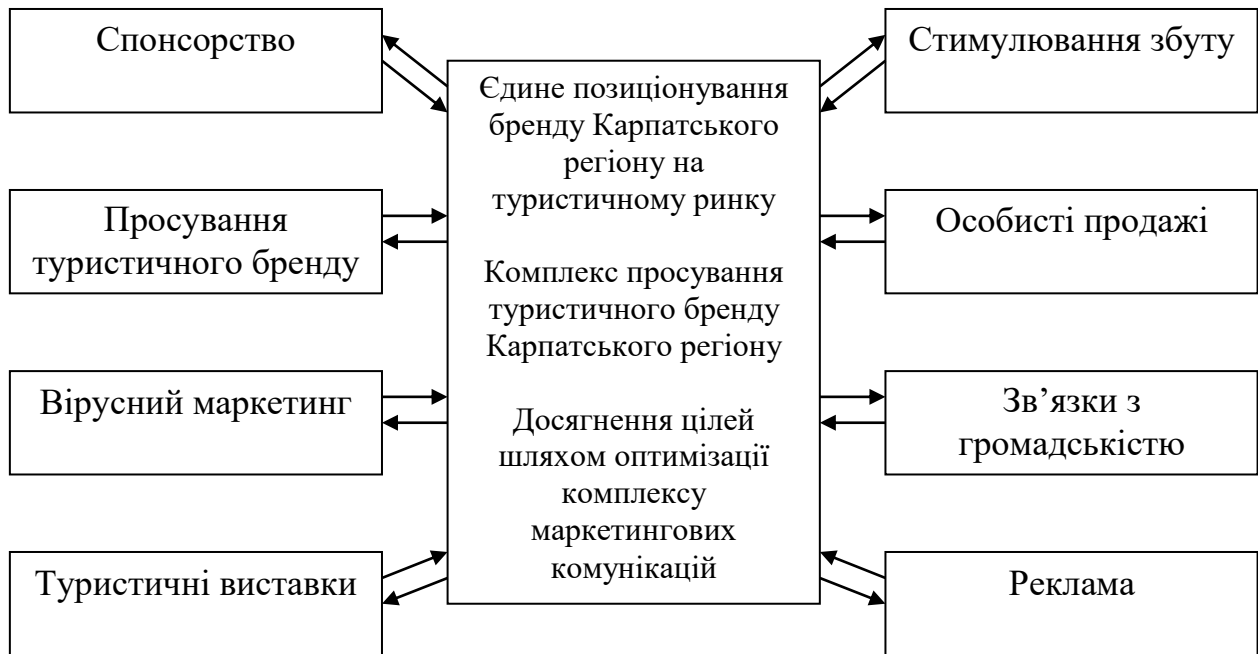 Спонсорство
Просування
туристичного бренду
Вірусний маркетинг
Туристичні виставки
Єдине позиціонування
бренду Карпатського
регіону на
туристичному ринку
Комплекс просування
туристичного бренду
Карпатського регіону
Досягнення цілей
шляхом оптимізації
комплексу
маркетингових
комунікацій
Стимулювання збуту
Особисті продажі
Зв’язки з
громадськістю
Реклама